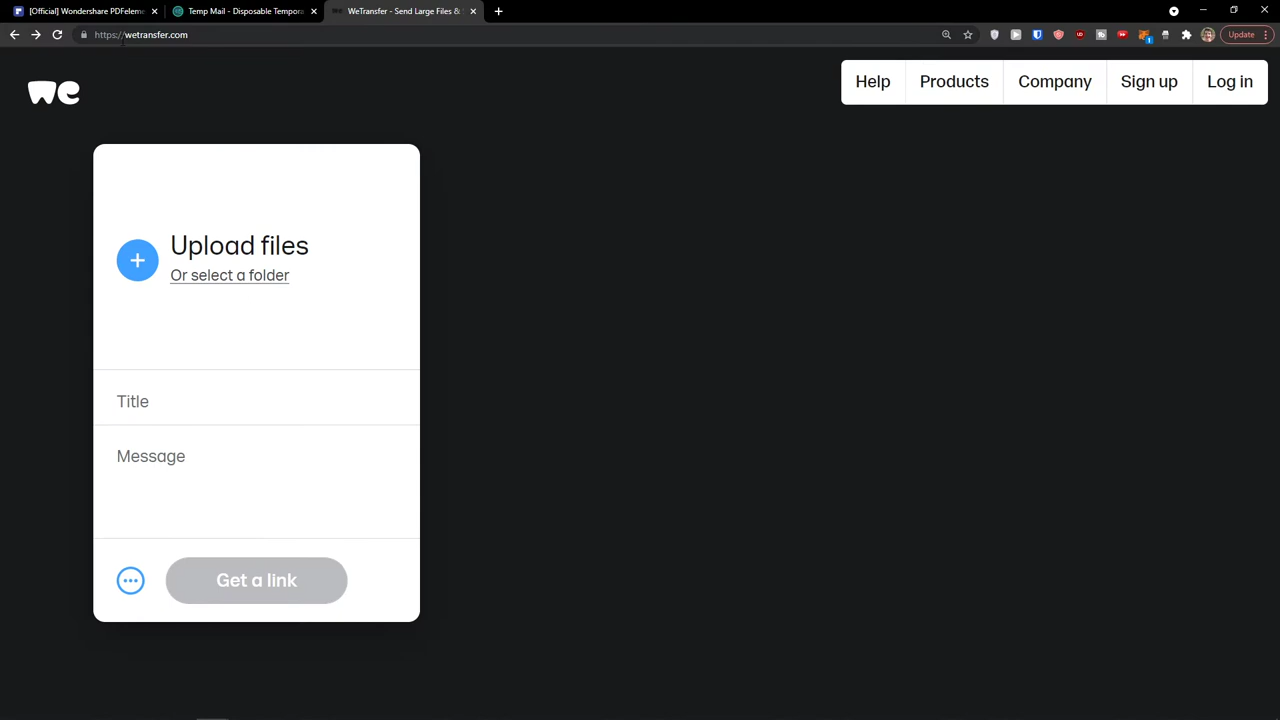 [Official] Wondershare PDFeleme
Temp Mail - Disposable Tempora
WeTransfer - Send Large Files &
https://wetransfer.com
Update
we
Help
Products
Company
Sign up
Log in
Upload files
Or select a folder
Title
Message
Get a link